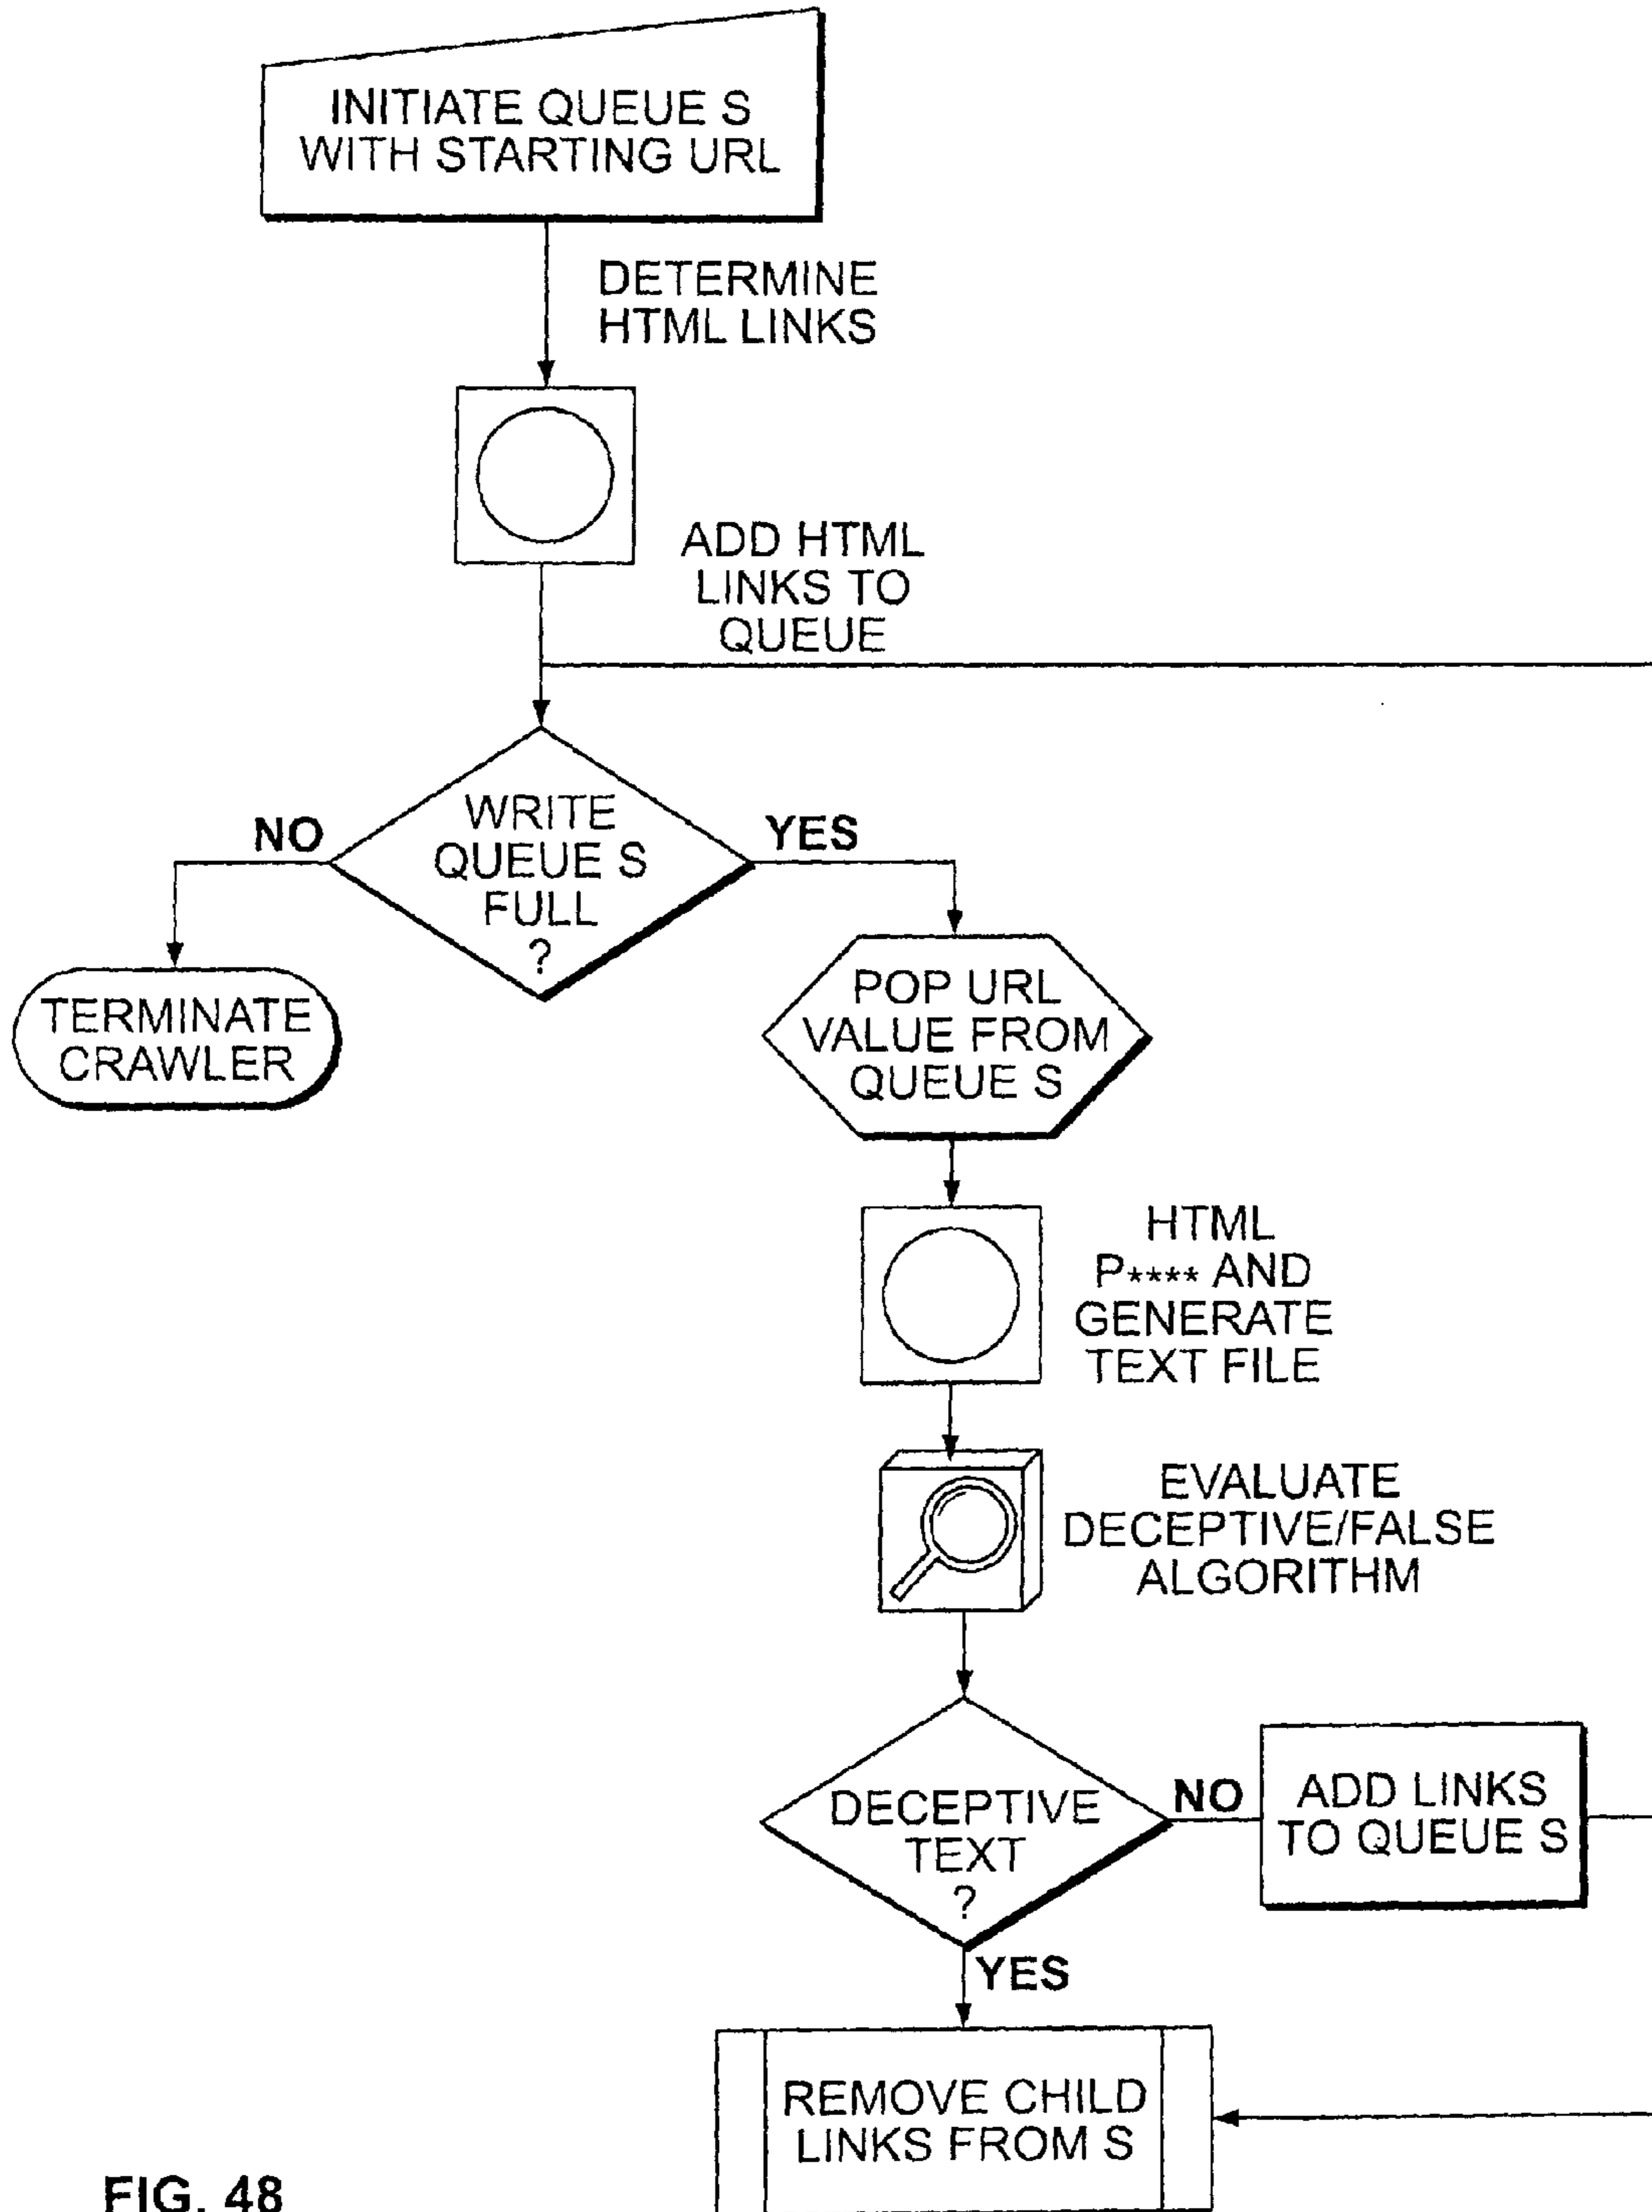 INITIATE QUEUE S
WITH STARTING URL
DETERMINE
HTML LINKS
ADD HTML
LINKS TO
QUEUE
WRITE
QUEUE S
FULL
?
NO
YES
TERMINATE
CRAWLER
POP URL
VALUE FROM
QUEUE S
HTML
P**** AND
GENERATE
TEXT FILE
EVALUATE
DECEPTIVE/FALSE
ALGORITHM
DECEPTIVE
TEXT
?
NO
ADD LINKS
TO QUEUE S
YES
REMOVE CHILD
LINKS FROM S
FIG. 48